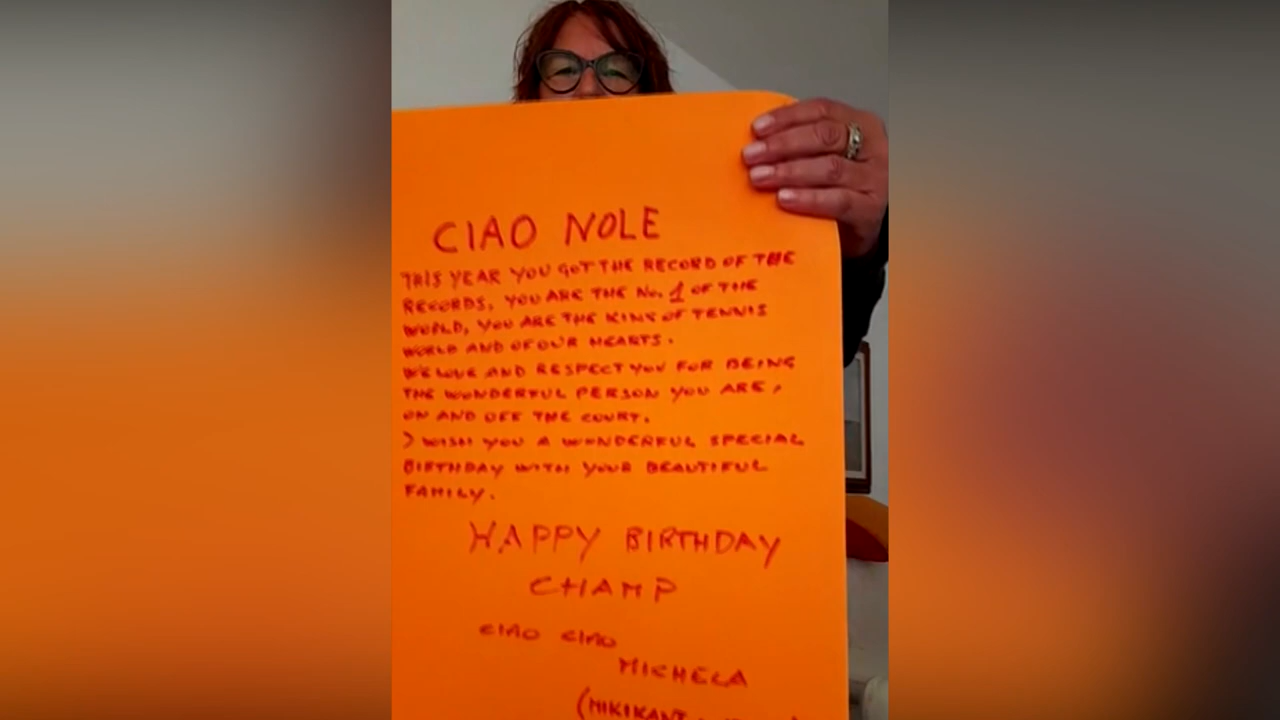 CIAO NOLE
THIS YEAR YOU GOT THE RECORD OF THE
RECORDS, YOU ARE THE No. 1 OF THE
WORLD, YOU ARE THE KING OF TENNIS
WORLD AND OF OUR HEARTS.
WE LOVE AND RESPECT YOU FOR BEING
THE WONDERFUL PERSON YOU ARE,
ON AND OFF THE COURT.
I WISH YOU A WONDERFUL SPECIAL
BIRTHDAY WITH YOUR BEAUTIFUL
FAMILY.
HAPPY BIRTHDAY
CHAMP
CIAO CIAO
MICHELA